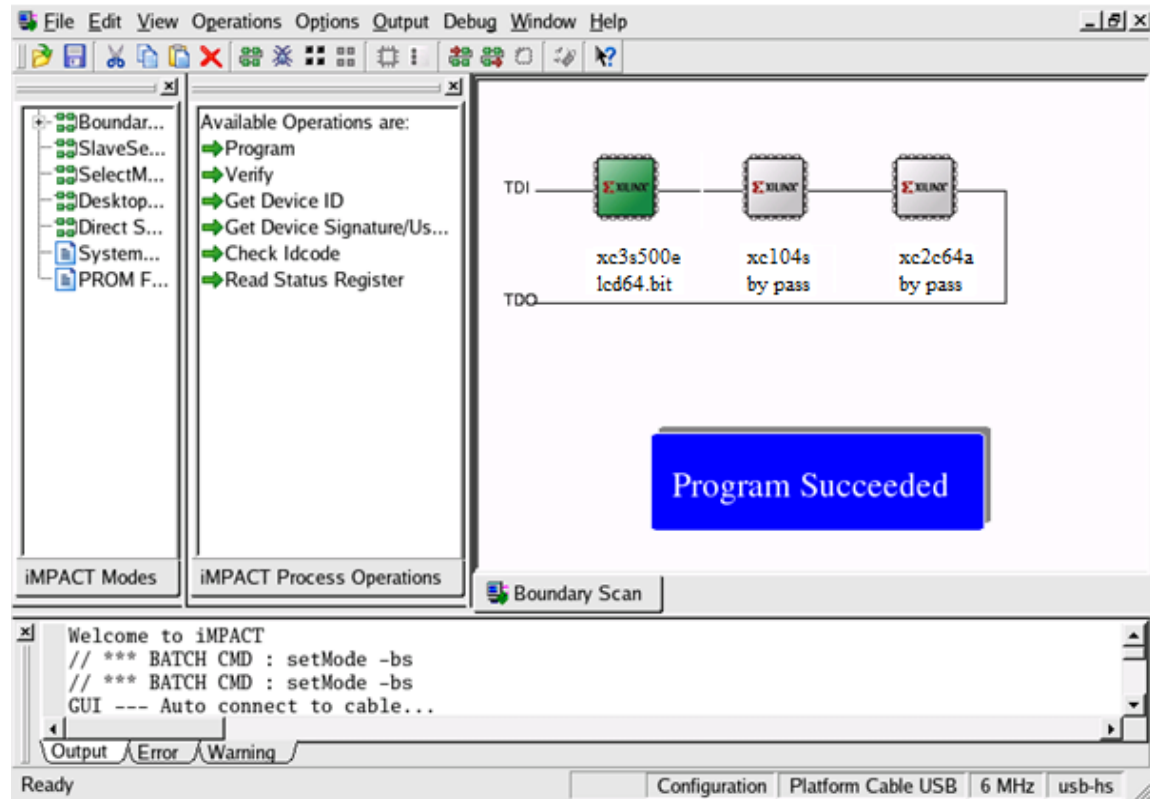 File Edit View Operations Options Output Debug Window Help
Boundar...
SlaveSe...
SelectM...
Desktop...
Direct S...
System...
PROM F...
iMPACT Modes
Available Operations are:
Program
Verify
Get Device ID
Get Device Signature/Us...
Check Idcode
Read Status Register
iMPACT Process Operations
TDI
XILINX XILINX XILINX
xc3s500e xc104s xc2c64a
lcd64.bit by pass by pass
TDO
Program Succeeded
Boundary Scan
Welcome to iMPACT
// *** BATCH CMD : setMode -bs
// *** BATCH CMD : setMode -bs
GUI --- Auto connect to cable...
Output Error Warning
Ready Configuration Platform Cable USB 6 MHz usb-hs